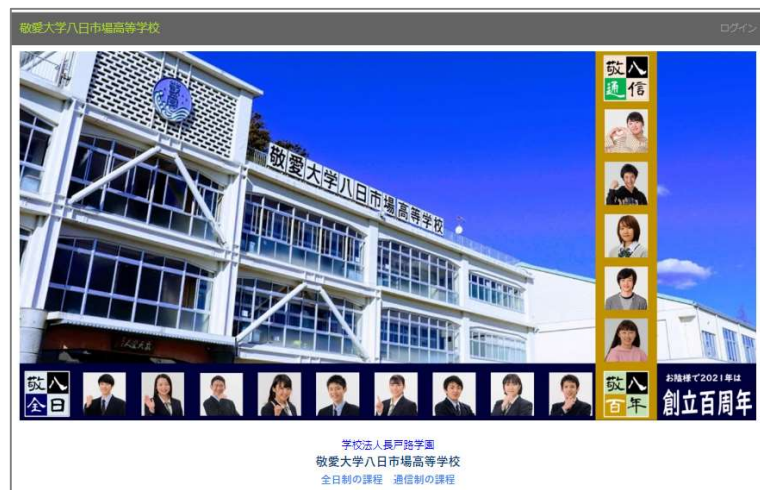 敬愛大学八日市場高等学校
ログイン
敬八
通信
敬愛大学八日市場高等学校
敬八
全日
敬八
百年
お陰様で2021年は
創立百周年
学校法人長戸路学園
敬愛大学八日市場高等学校
全日制の課程 通信制の課程